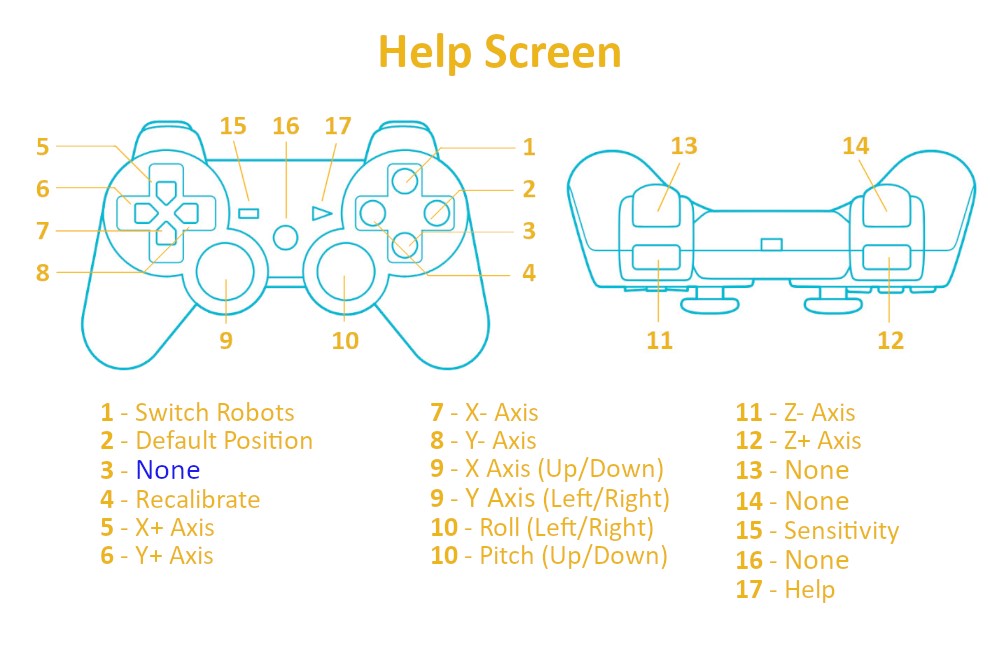 Help Screen
15 16 17
5
6
7
8
1
2
3
4
9 10
13 14
11 12
1 - Switch Robots
2 - Default Position
3 - None
4 - Recalibrate
5 - X+ Axis
6 - Y+ Axis
7 - X- Axis
8 - Y- Axis
9 - X Axis (Up/Down)
9 - Y Axis (Left/Right)
10 - Roll (Left/Right)
10 - Pitch (Up/Down)
11 - Z- Axis
12 - Z+ Axis
13 - None
14 - None
15 - Sensitivity
16 - None
17 - Help